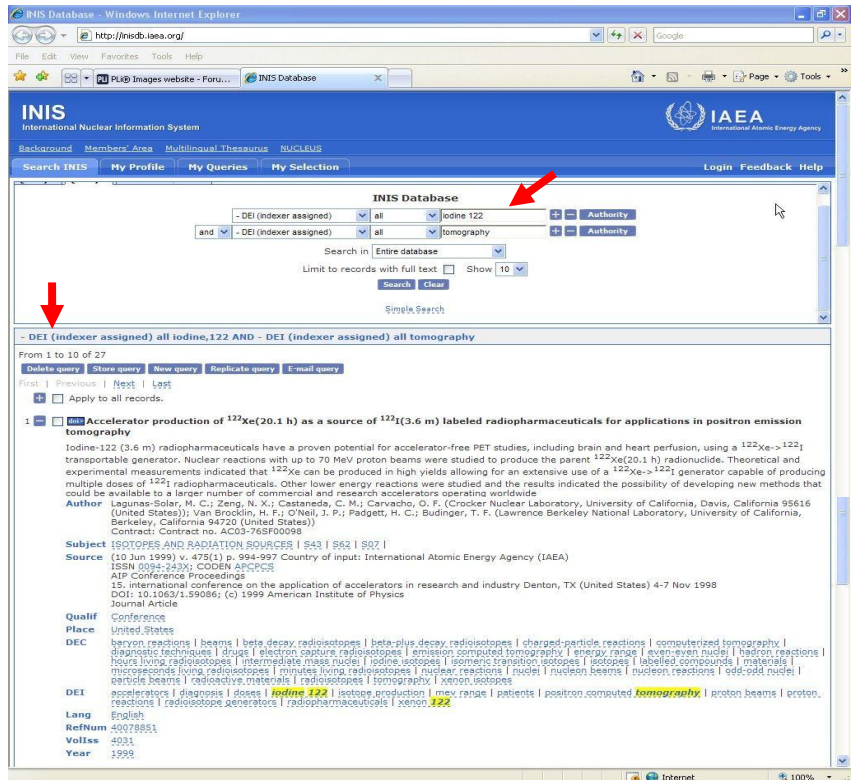 INIS Database - Windows Internet Explorer
http://inisdb.iaea.org/ Google
File Edit View Favorites Tools Help
PLI® Images website - Foru... INIS Database X Page Tools
INIS
International Nuclear Information System
IAEA
International Atomic Energy Agency
Background Members' Area Multilingual Thesaurus NUCLEUS
Search INIS My Profile My Queries My Selection Login Feedback Help
INIS Database
- DEI (indexer assigned) all iodine 122 + - Authority
and - DEI (indexer assigned) all tomography + - Authority
Search in Entire database
Limit to records with full text Show 10
Search Clear
Simple Search
- DEI (indexer assigned) all iodine,122 AND - DEI (indexer assigned) all tomography
From 1 to 10 of 27
Delete query Store query New query Replicate query E-mail query
First | Previous | Next | Last
+ Apply to all records.
1 - doi> Accelerator production of ¹²²Xe(20.1 h) as a source of ¹²²I(3.6 m) labeled radiopharmaceuticals for applications in positron emission
tomography
Iodine-122 (3.6 m) radiopharmaceuticals have a proven potential for accelerator-free PET studies, including brain and heart perfusion, using a ¹²²Xe->¹²²I
transportable generator. Nuclear reactions with up to 70 MeV proton beams were studied to produce the parent ¹²²Xe(20.1 h) radionuclide. Theoretical and
experimental measurements indicated that ¹²²Xe can be produced in high yields allowing for an extensive use of a ¹²²Xe->¹²²I generator capable of producing
multiple doses of ¹²²I radiopharmaceuticals. Other lower energy reactions were studied and the results indicated the possibility of developing new methods that
could be available to a larger number of commercial and research accelerators operating worldwide
Author Lagunas-Solar, M. C.; Zeng, N. X.; Castaneda, C. M.; Carvacho, O. F. (Crocker Nuclear Laboratory, University of California, Davis, California 95616
(United States)); Van Brocklin, H. F.; O'Neil, J. P.; Padgett, H. C.; Budinger, T. F. (Lawrence Berkeley National Laboratory, University of California,
Berkeley, California 94720 (United States))
Contract: Contract no. AC03-76SF00098
Subject ISOTOPES AND RADIATION SOURCES | S43 | S62 | S07 |
Source (10 Jun 1999) v. 475(1) p. 994-997 Country of input: International Atomic Energy Agency (IAEA)
ISSN 0094-243X; CODEN APCPCS
AIP Conference Proceedings
15. international conference on the application of accelerators in research and industry Denton, TX (United States) 4-7 Nov 1998
DOI: 10.1063/1.59086; (c) 1999 American Institute of Physics
Journal Article
Qualif Conference
Place United States
DEC baryon reactions | beams | beta decay radioisotopes | beta-plus decay radioisotopes | charged-particle reactions | computerized tomography |
diagnostic techniques | drugs | electron capture radioisotopes | emission computed tomography | energy range | even-even nuclei | hadron reactions |
hours living radioisotopes | intermediate mass nuclei | iodine isotopes | isomeric transition isotopes | isotopes | labelled compounds | materials |
microseconds living radioisotopes | minutes living radioisotopes | nuclear reactions | nuclei | nucleon beams | nucleon reactions | odd-odd nuclei |
particle beams | radioactive materials | radioisotopes | tomography | xenon isotopes
DEI accelerators | diagnosis | doses | iodine 122 | isotope production | mev range | patients | positron computed tomography | proton beams | proton
reactions | radioisotope generators | radiopharmaceuticals | xenon 122
Lang English
RefNum 40078851
VolIss 4031
Year 1999
Internet 100%